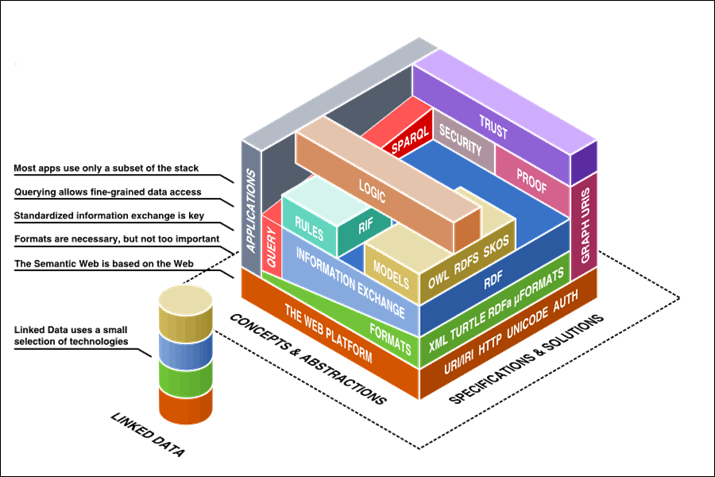 Most apps use only a subset of the stack
Querying allows fine-grained data access
Standardized information exchange is key
Formats are necessary, but not too important
The Semantic Web is based on the Web
Linked Data uses a small
selection of technologies
LINKED DATA
APPLICATIONS
QUERY
SPARQL
SECURITY
TRUST
PROOF
GRAPH URIS
LOGIC
RULES
RIF
MODELS
OWL RDFS SKOS
INFORMATION EXCHANGE
RDF
FORMATS
XML TURTLE RDFa μFORMATS
THE WEB PLATFORM
URI/IRI HTTP UNICODE AUTH
CONCEPTS & ABSTRACTIONS
SPECIFICATIONS & SOLUTIONS